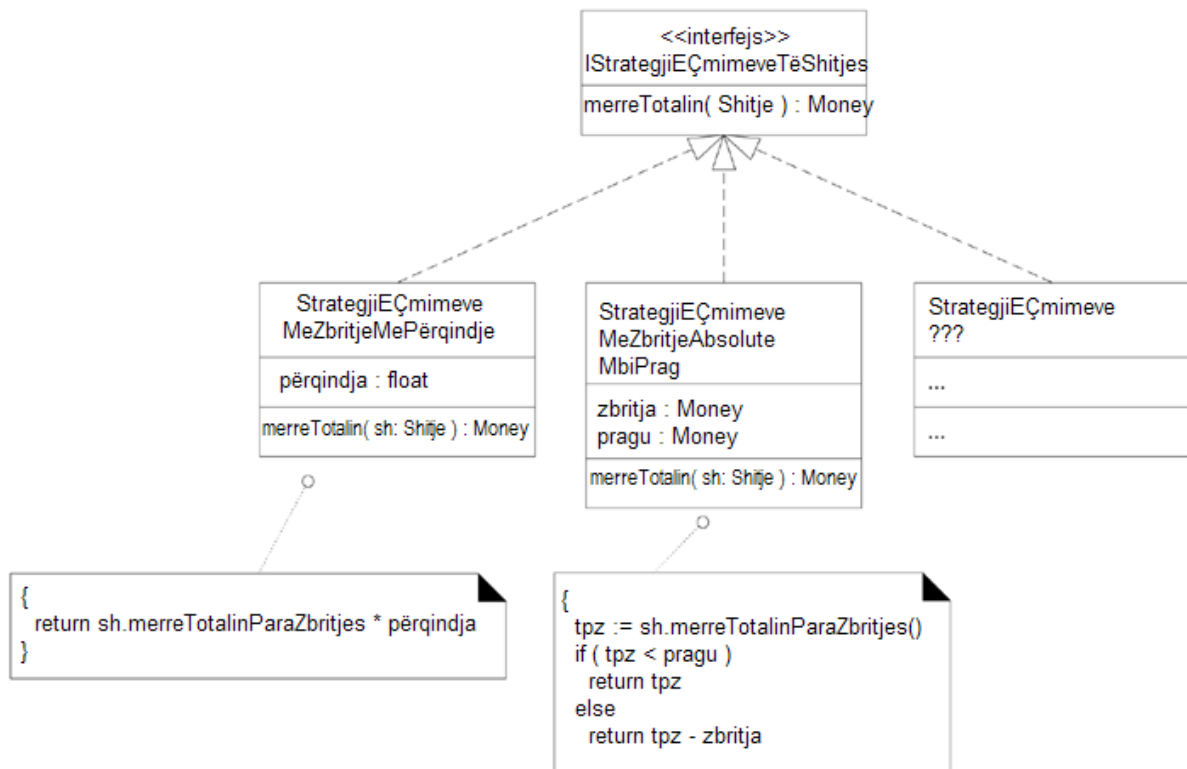 <<interfejs>>
IStrategjiEÇmimeveTëShitjes
merreTotalin( Shitje ) : Money
StrategjiEÇmimeve
MeZbritjeMePërqindje
përqindja : float
merreTotalin( sh: Shitje ) : Money
StrategjiEÇmimeve
MeZbritjeAbsolute
MbiPrag
zbritja : Money
pragu : Money
merreTotalin( sh: Shitje ) : Money
StrategjiEÇmimeve
???
...
...
{
return sh.merreTotalinParaZbritjes * përqindja
}
{
tpz := sh.merreTotalinParaZbritjes()
if ( tpz < pragu )
return tpz
else
return tpz - zbritja